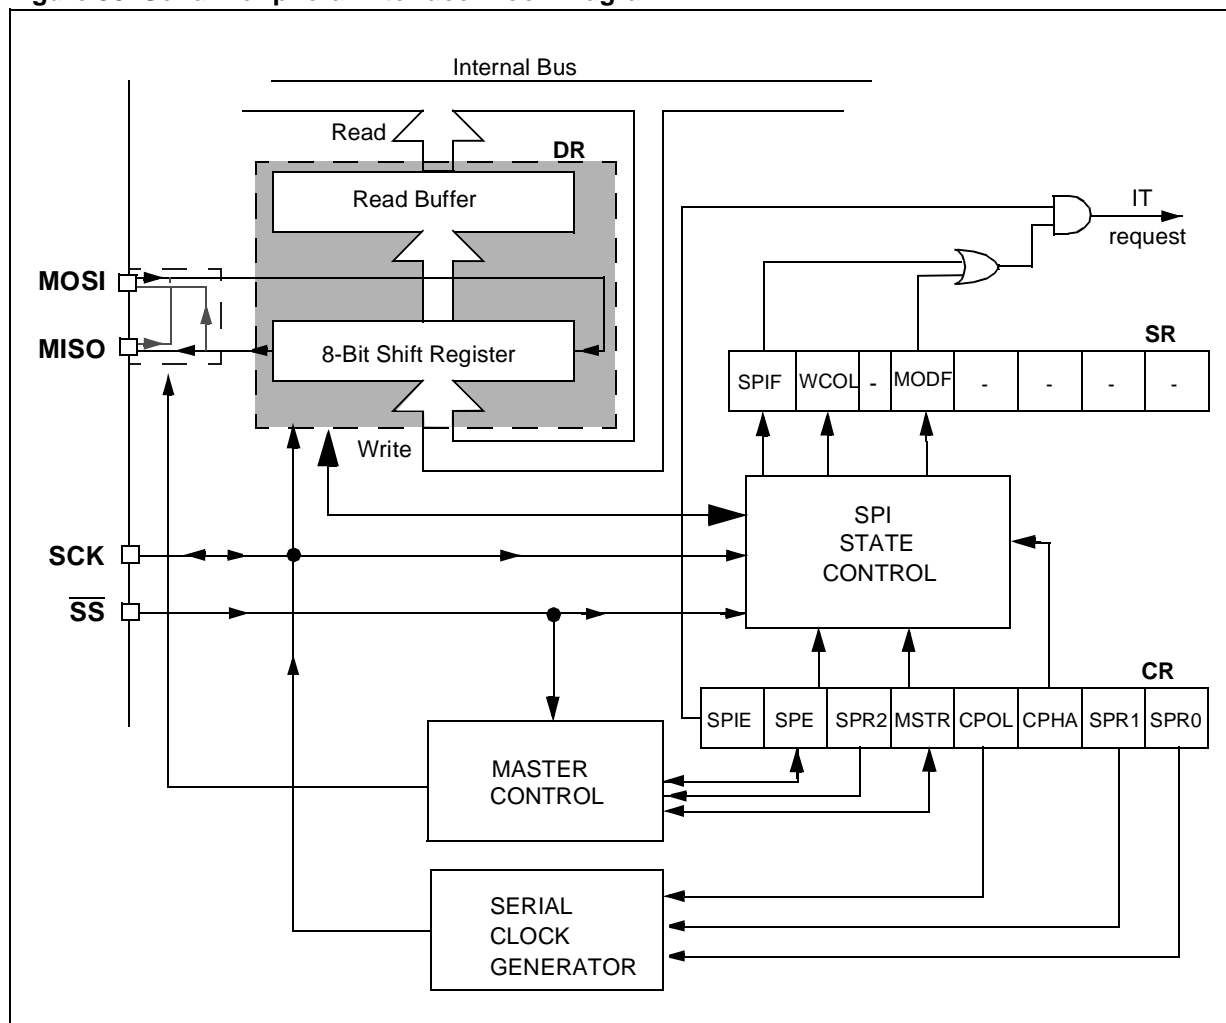 Internal Bus
Read
DR
Read Buffer
IT
request
MOSI
MISO
8-Bit Shift Register
SR
SPIF WCOL - MODF - - - -
Write
SPI
STATE
CONTROL
SCK
SS
CR
SPIE SPE SPR2 MSTR CPOL CPHA SPR1 SPR0
MASTER
CONTROL
SERIAL
CLOCK
GENERATOR